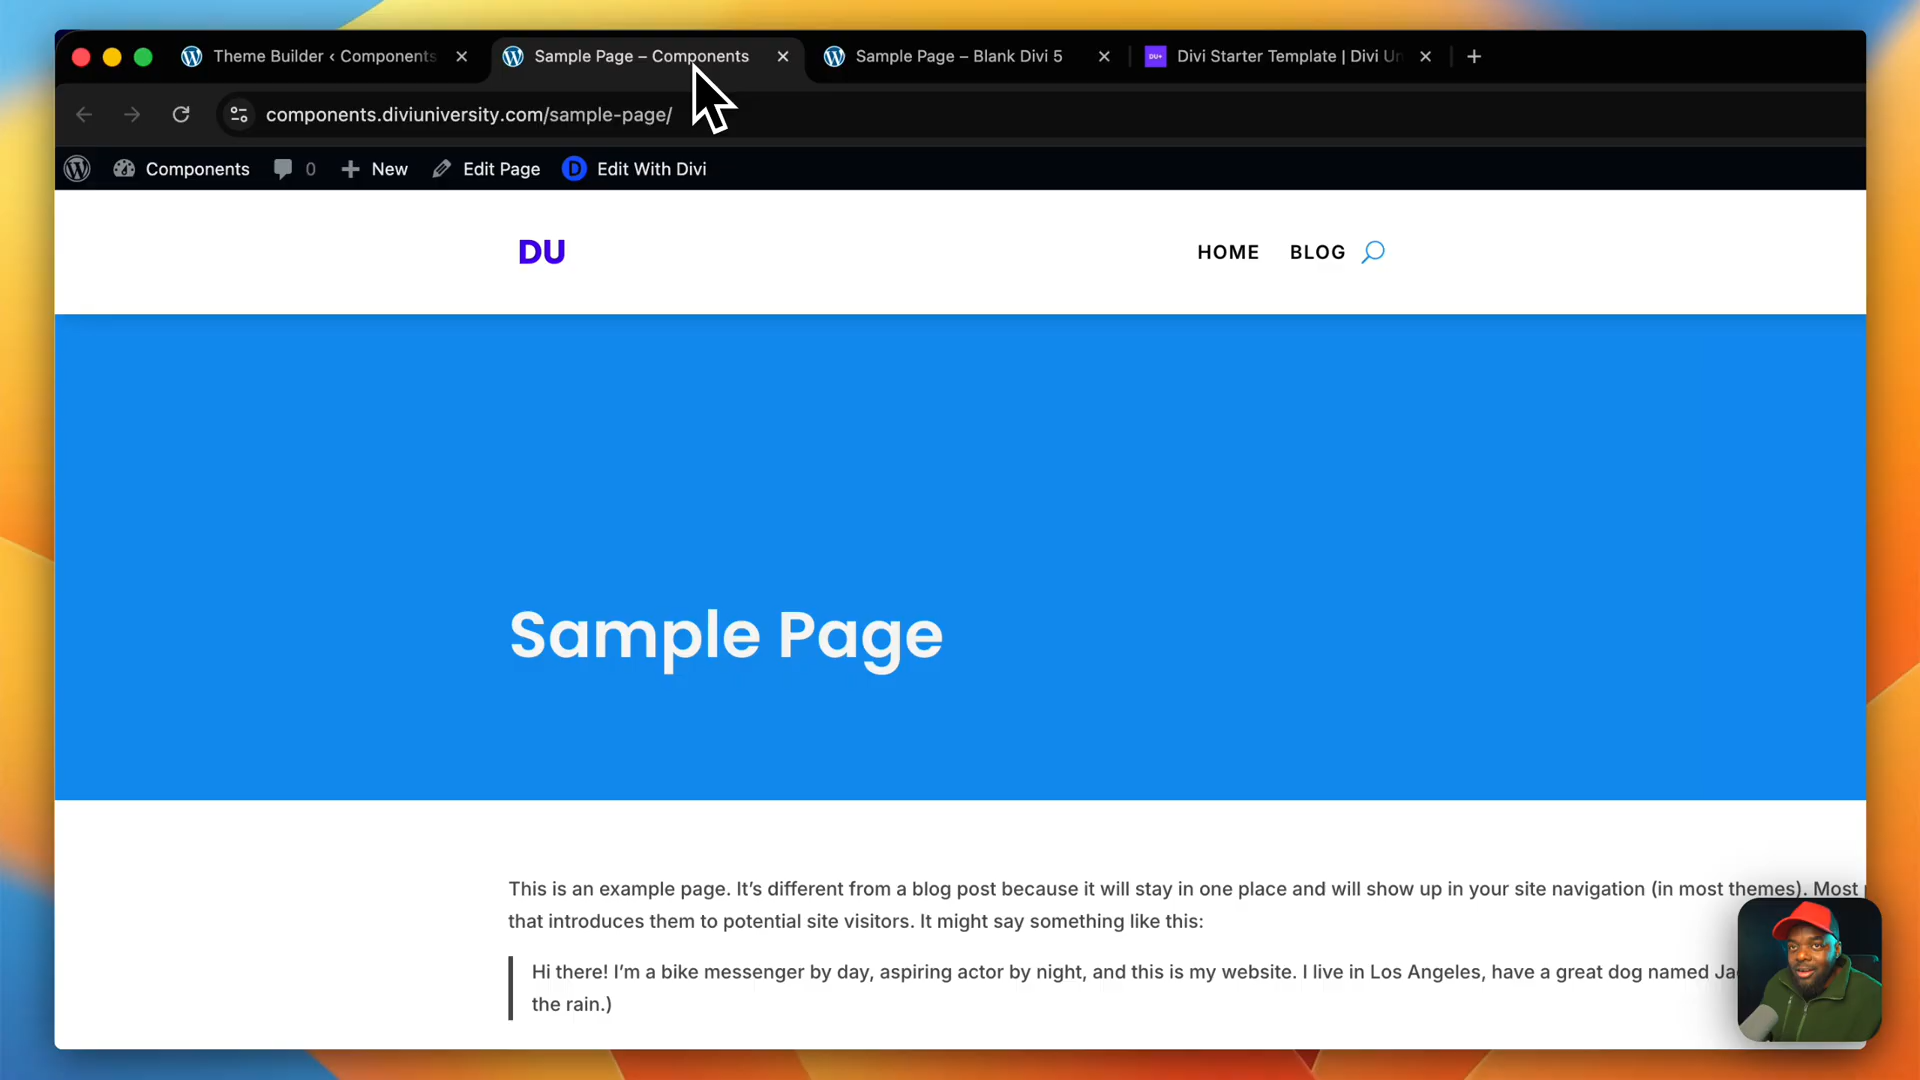 Theme Builder ‹ Components
Sample Page – Components
Sample Page – Blank Divi 5
DU+
Divi Starter Template | Divi Un
components.diviuniversity.com/sample-page/
Components
0
New
Edit Page
D
Edit With Divi
DU
HOME
BLOG
Sample Page
This is an example page. It’s different from a blog post because it will stay in one place and will show up in your site navigation (in most themes). Most
that introduces them to potential site visitors. It might say something like this:
Hi there! I’m a bike messenger by day, aspiring actor by night, and this is my website. I live in Los Angeles, have a great dog named Ja
the rain.)